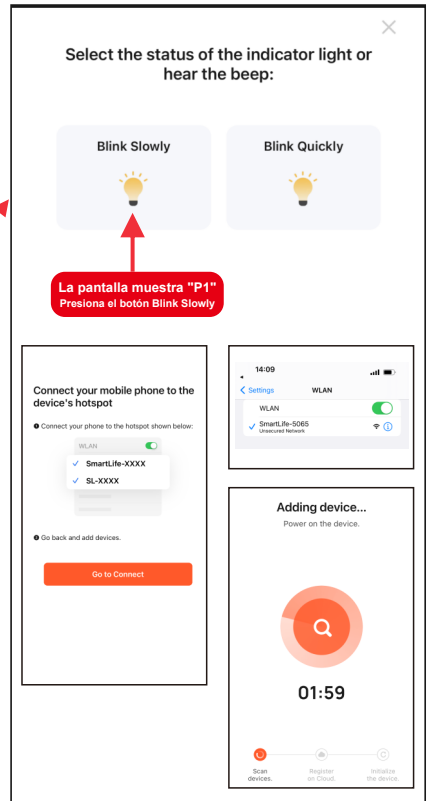 Select the status of the indicator light or
hear the beep:
Blink Slowly
Blink Quickly
La pantalla muestra "P1"
Presiona el botón Blink Slowly
Connect your mobile phone to the
device's hotspot
❶ Connect your phone to the hotspot shown below:
WLAN
✓ SmartLife-XXXX
✓ SL-XXXX
❷ Go back and add devices.
Go to Connect
14:09
Settings
WLAN
WLAN
✓ SmartLife-5065
Unsecured Network
Adding device...
Power on the device.
01:59
Scan
devices.
Register
on Cloud.
Initialize
the device.